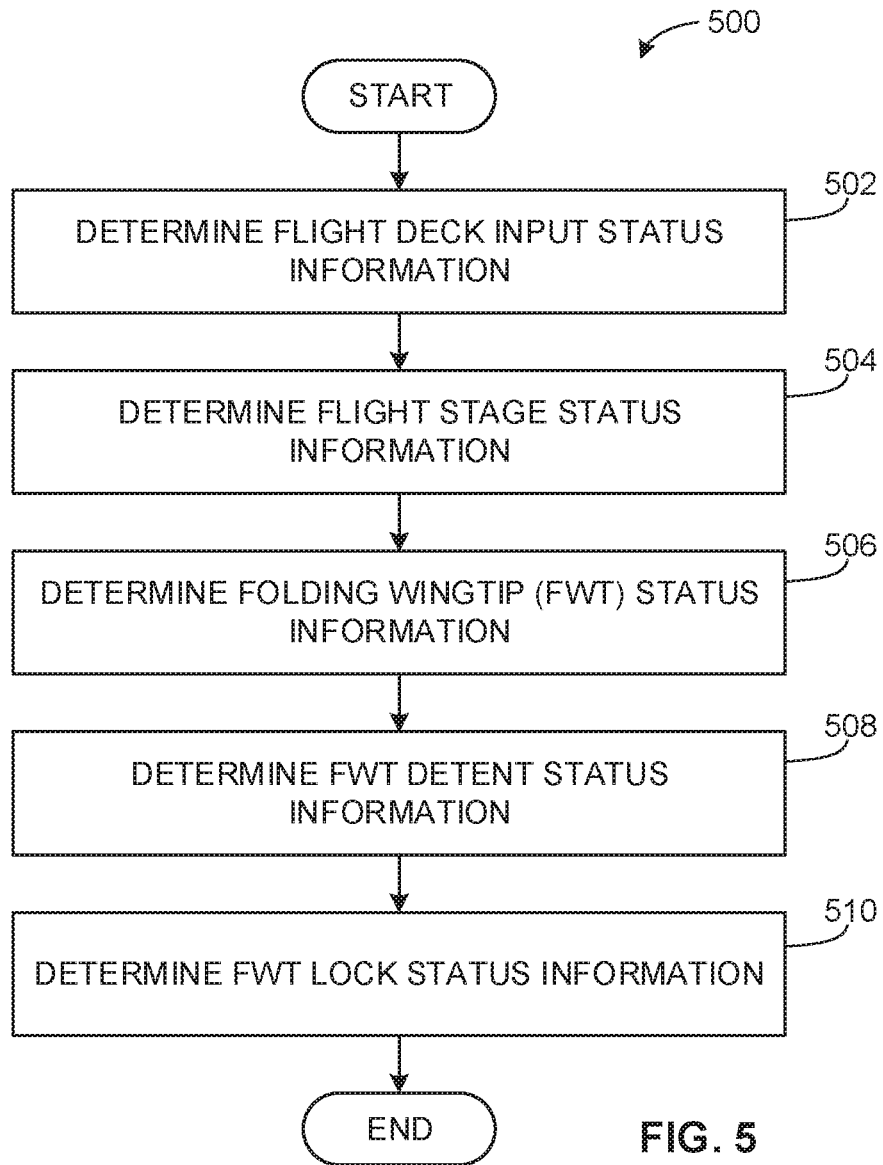 500
START
502
DETERMINE FLIGHT DECK INPUT STATUS
INFORMATION
504
DETERMINE FLIGHT STAGE STATUS
INFORMATION
506
DETERMINE FOLDING WINGTIP (FWT) STATUS
INFORMATION
508
DETERMINE FWT DETENT STATUS
INFORMATION
510
DETERMINE FWT LOCK STATUS INFORMATION
END
FIG. 5